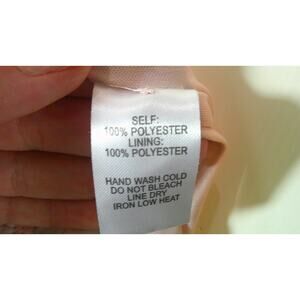 SELF:
100% POLYESTER
LINING:
100% POLYESTER
HAND WASH COLD
DO NOT BLEACH
LINE DRY
IRON LOW HEAT